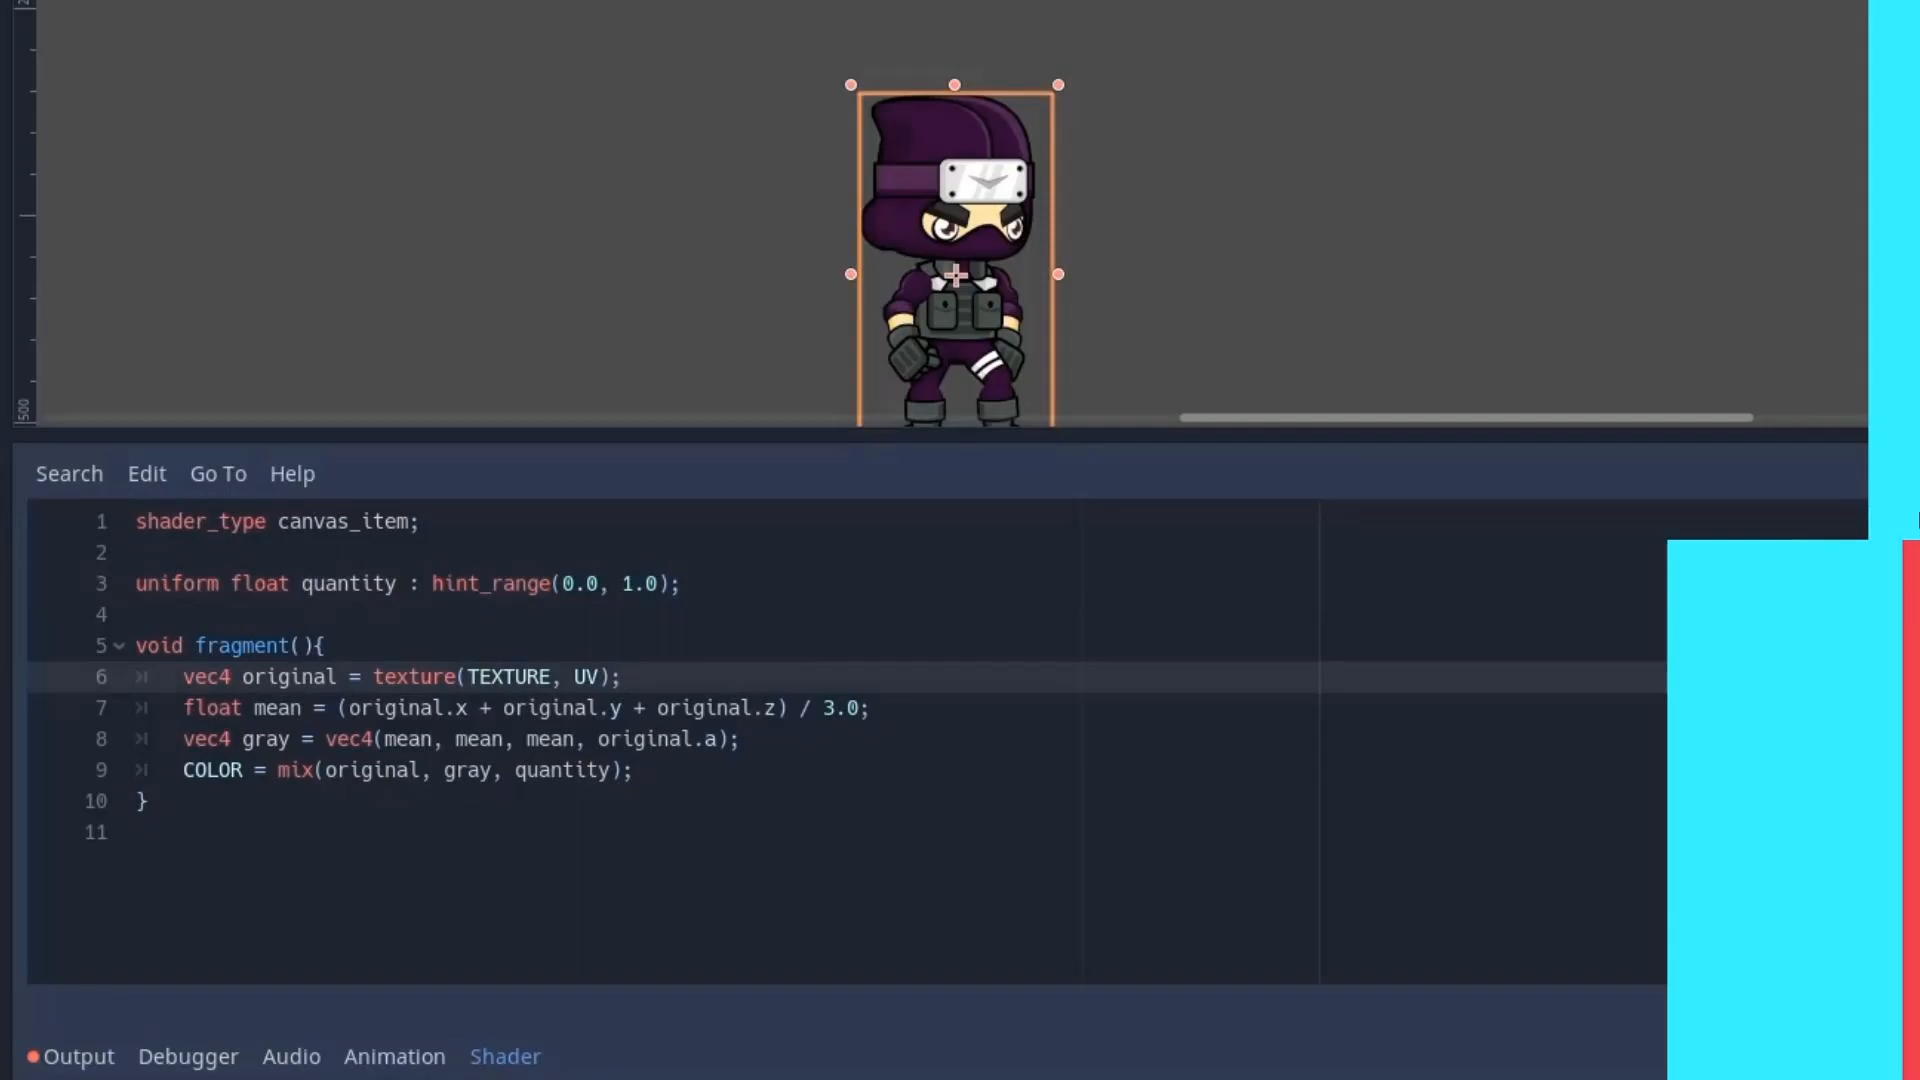 500
Search Edit Go To Help
1 shader_type canvas_item;
2
3 uniform float quantity : hint_range(0.0, 1.0);
4
5 void fragment(){
6 vec4 original = texture(TEXTURE, UV);
7 float mean = (original.x + original.y + original.z) / 3.0;
8 vec4 gray = vec4(mean, mean, mean, original.a);
9 COLOR = mix(original, gray, quantity);
10 }
11
Output Debugger Audio Animation Shader